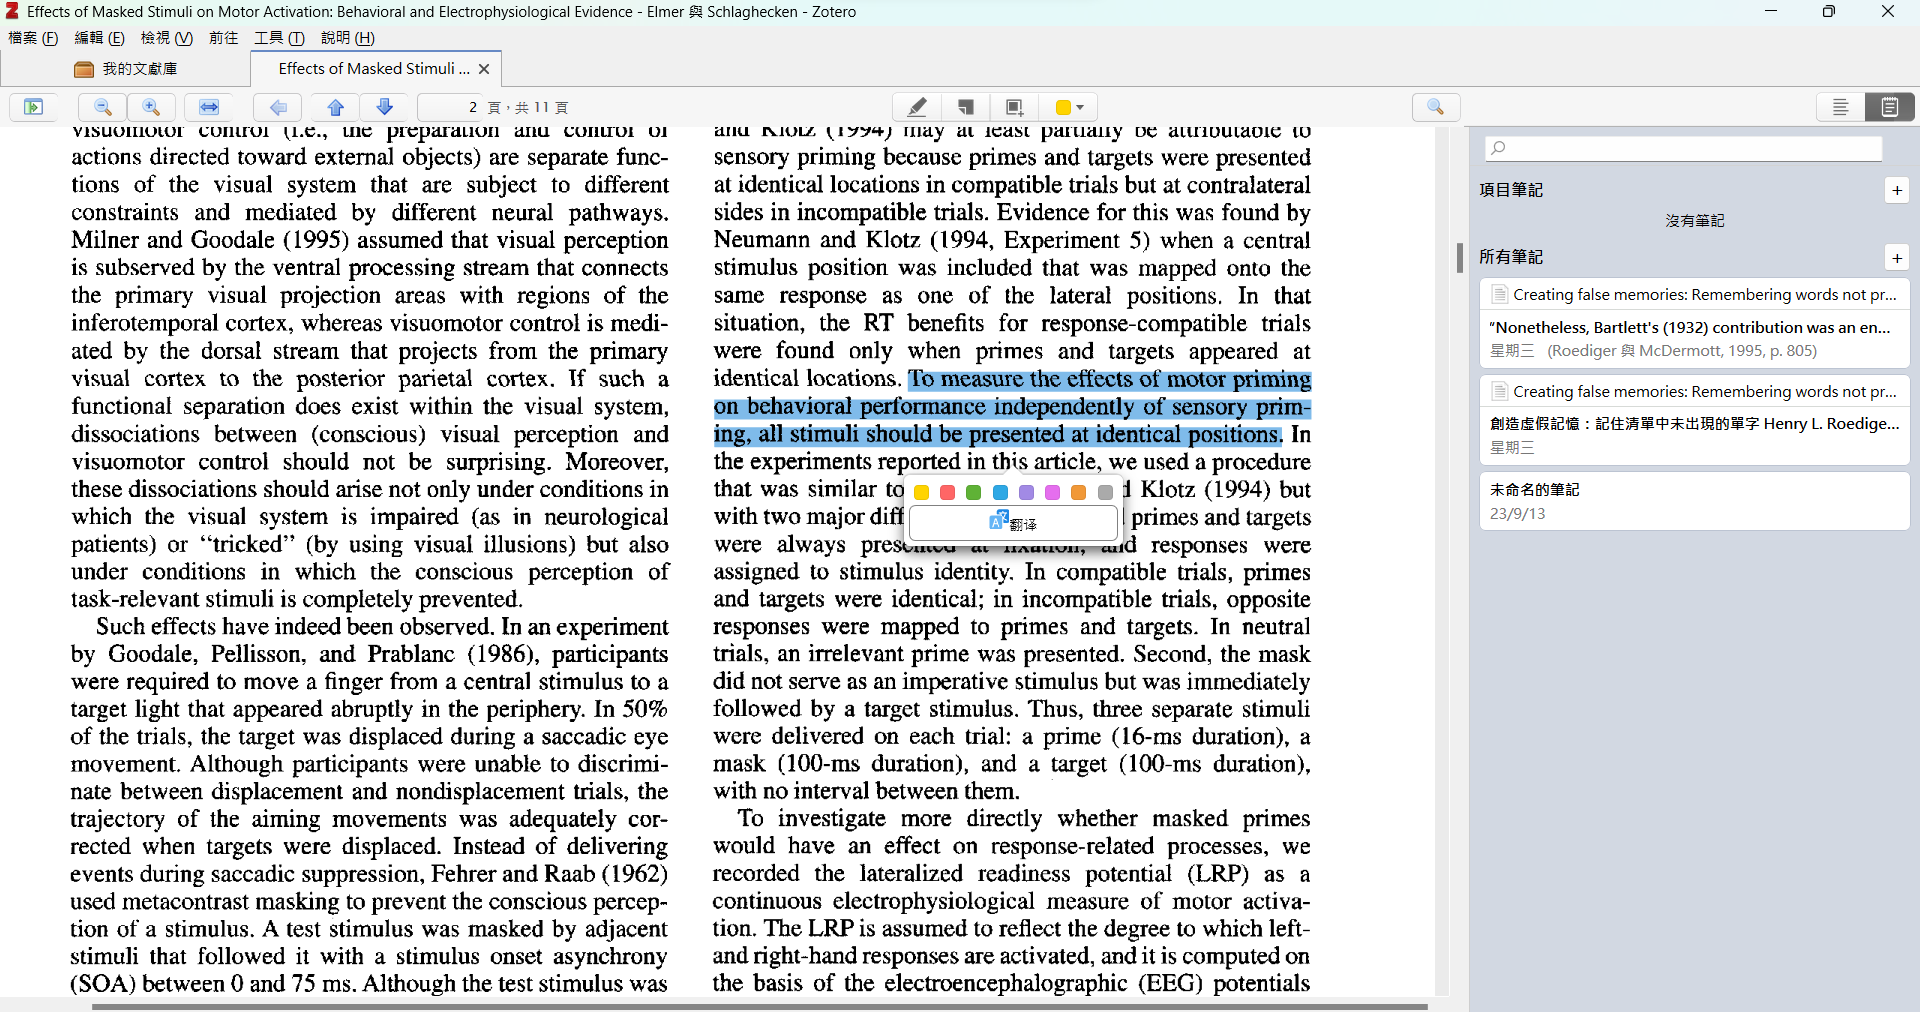 Effects of Masked Stimuli on Motor Activation: Behavioral and Electrophysiological Evidence - Elmer 與 Schlaghecken - Zotero
檔案 (F) 編輯 (E) 檢視 (V) 前往 工具 (T) 說明 (H)
我的文獻庫
Effects of Masked Stimuli ...
2 頁，共 11 頁
visuomotor control (i.e., the preparation and control of
actions directed toward external objects) are separate func-
tions of the visual system that are subject to different
constraints and mediated by different neural pathways.
Milner and Goodale (1995) assumed that visual perception
is subserved by the ventral processing stream that connects
the primary visual projection areas with regions of the
inferotemporal cortex, whereas visuomotor control is medi-
ated by the dorsal stream that projects from the primary
visual cortex to the posterior parietal cortex. If such a
functional separation does exist within the visual system,
dissociations between (conscious) visual perception and
visuomotor control should not be surprising. Moreover,
these dissociations should arise not only under conditions in
which the visual system is impaired (as in neurological
patients) or “tricked” (by using visual illusions) but also
under conditions in which the conscious perception of
task-relevant stimuli is completely prevented.
Such effects have indeed been observed. In an experiment
by Goodale, Pellisson, and Prablanc (1986), participants
were required to move a finger from a central stimulus to a
target light that appeared abruptly in the periphery. In 50%
of the trials, the target was displaced during a saccadic eye
movement. Although participants were unable to discrimi-
nate between displacement and nondisplacement trials, the
trajectory of the aiming movements was adequately cor-
rected when targets were displaced. Instead of delivering
events during saccadic suppression, Fehrer and Raab (1962)
used metacontrast masking to prevent the conscious percep-
tion of a stimulus. A test stimulus was masked by adjacent
stimuli that followed it with a stimulus onset asynchrony
(SOA) between 0 and 75 ms. Although the test stimulus was
and Klotz (1994) may at least partially be attributable to
sensory priming because primes and targets were presented
at identical locations in compatible trials but at contralateral
sides in incompatible trials. Evidence for this was found by
Neumann and Klotz (1994, Experiment 5) when a central
stimulus position was included that was mapped onto the
same response as one of the lateral positions. In that
situation, the RT benefits for response-compatible trials
were found only when primes and targets appeared at
identical locations. To measure the effects of motor priming
on behavioral performance independently of sensory prim-
ing, all stimuli should be presented at identical positions. In
the experiments reported in this article, we used a procedure
that was similar to Klotz (1994) but
with two major diff primes and targets
were always presented at fixation, and responses were
assigned to stimulus identity. In compatible trials, primes
and targets were identical; in incompatible trials, opposite
responses were mapped to primes and targets. In neutral
trials, an irrelevant prime was presented. Second, the mask
did not serve as an imperative stimulus but was immediately
followed by a target stimulus. Thus, three separate stimuli
were delivered on each trial: a prime (16-ms duration), a
mask (100-ms duration), and a target (100-ms duration),
with no interval between them.
To investigate more directly whether masked primes
would have an effect on response-related processes, we
recorded the lateralized readiness potential (LRP) as a
continuous electrophysiological measure of motor activa-
tion. The LRP is assumed to reflect the degree to which left-
and right-hand responses are activated, and it is computed on
the basis of the electroencephalographic (EEG) potentials
翻译
項目筆記
沒有筆記
所有筆記
Creating false memories: Remembering words not pr...
"Nonetheless, Bartlett's (1932) contribution was an en...
星期三 (Roediger 與 McDermott, 1995, p. 805)
Creating false memories: Remembering words not pr...
創造虛假記憶：記住清單中未出現的單字 Henry L. Roedige...
星期三
未命名的筆記
23/9/13